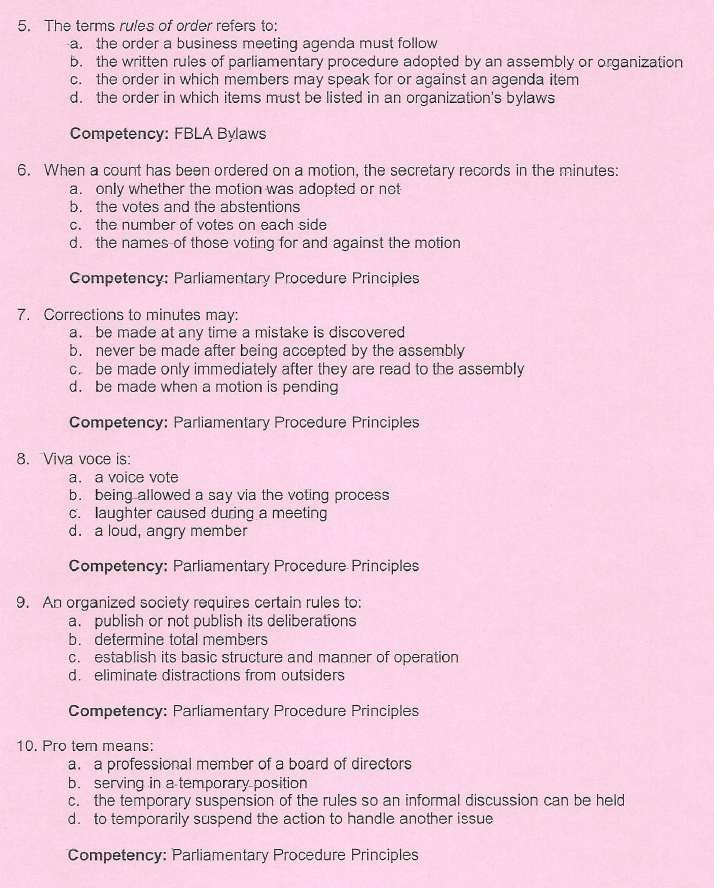 5. The terms rules of order refers to:
a. the order a business meeting agenda must follow
b. the written rules of parliamentary procedure adopted by an assembly or organization
c. the order in which members may speak for or against an agenda item
d. the order in which items must be listed in an organization's bylaws
Competency: FBLA Bylaws
6. When a count has been ordered on a motion, the secretary records in the minutes:
a. only whether the motion was adopted or not
b. the votes and the abstentions
c. the number of votes on each side
d. the names of those voting for and against the motion
Competency: Parliamentary Procedure Principles
7. Corrections to minutes may:
a. be made at any time a mistake is discovered
b. never be made after being accepted by the assembly
c. be made only immediately after they are read to the assembly
d. be made when a motion is pending
Competency: Parliamentary Procedure Principles
8. Viva voce is:
a. a voice vote
b. being allowed a say via the voting process
c. laughter caused during a meeting
d. a loud, angry member
Competency: Parliamentary Procedure Principles
9. An organized society requires certain rules to:
a. publish or not publish its deliberations
b. determine total members
c. establish its basic structure and manner of operation
d. eliminate distractions from outsiders
Competency: Parliamentary Procedure Principles
10. Pro tem means:
a. a professional member of a board of directors
b. serving in a temporary position
c. the temporary suspension of the rules so an informal discussion can be held
d. to temporarily suspend the action to handle another issue
Competency: Parliamentary Procedure Principles